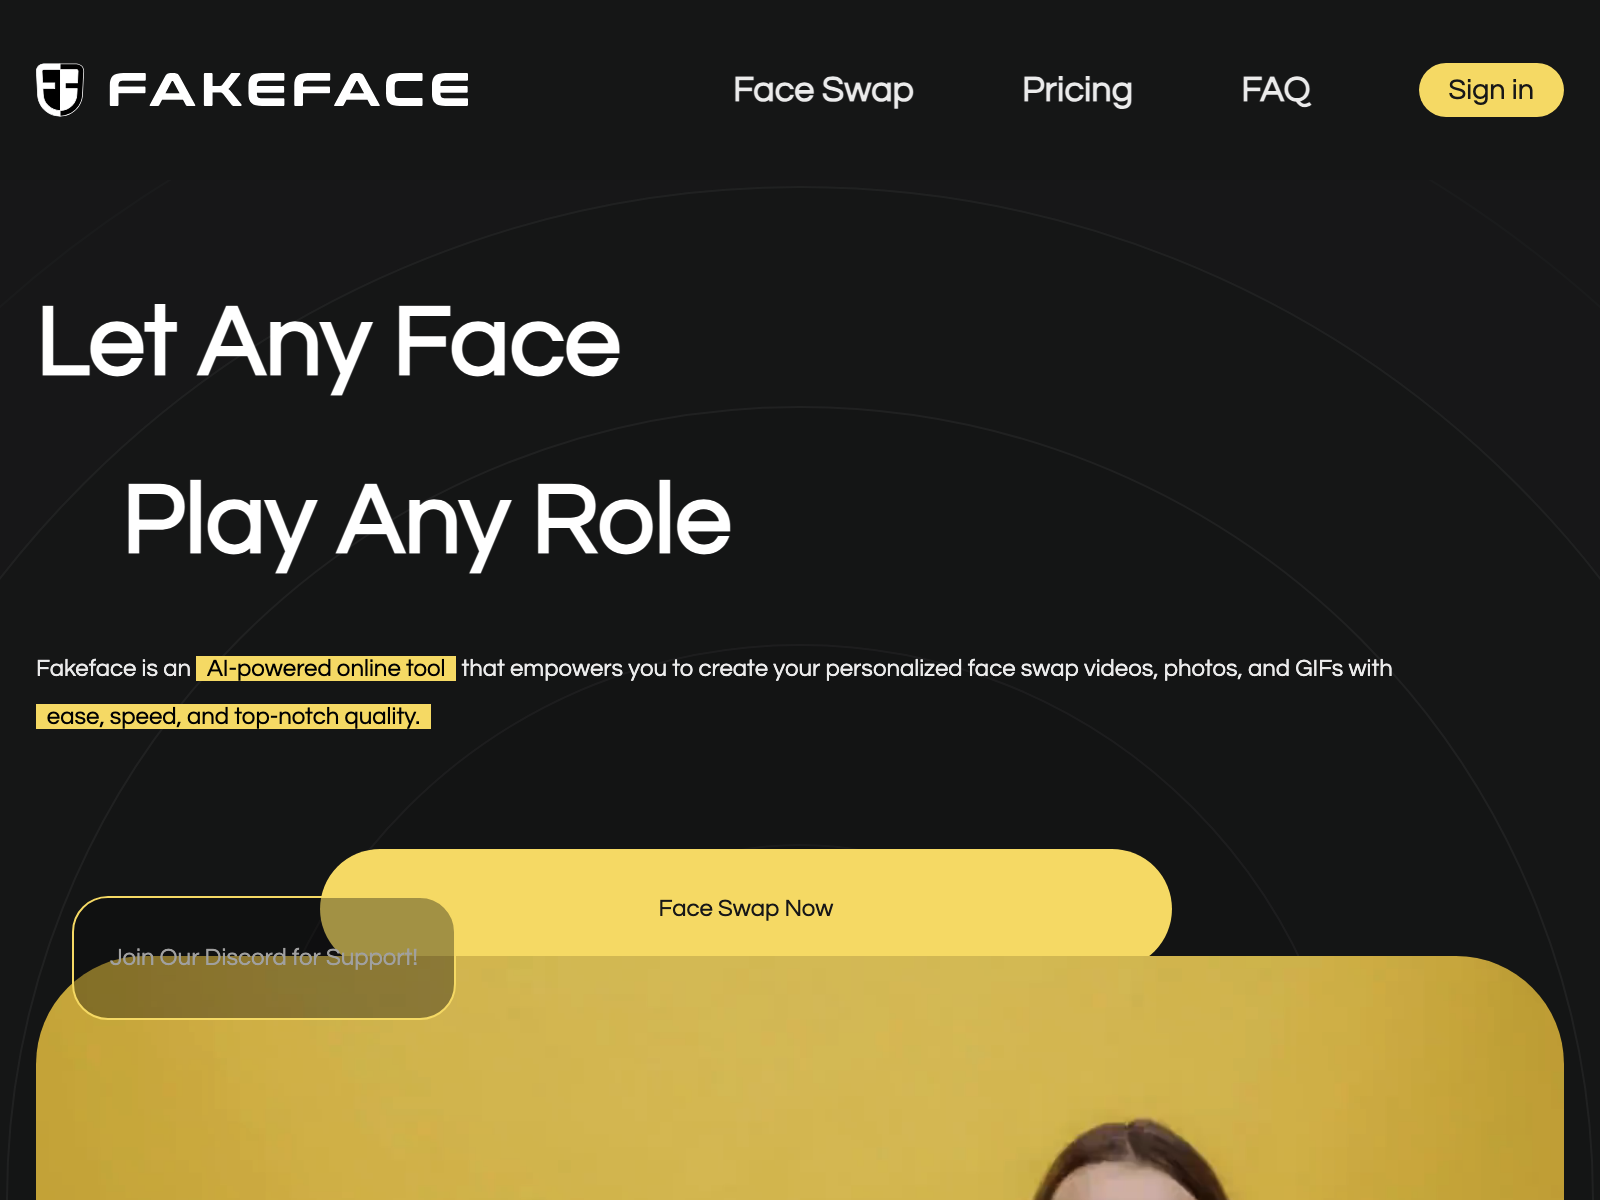 FAKEFACE
Face Swap
Pricing
FAQ
Sign in
Let Any Face
Play Any Role
Fakeface is an AI-powered online tool that empowers you to create your personalized face swap videos, photos, and GIFs with
ease, speed, and top-notch quality.
Face Swap Now
Join Our Discord for Support!